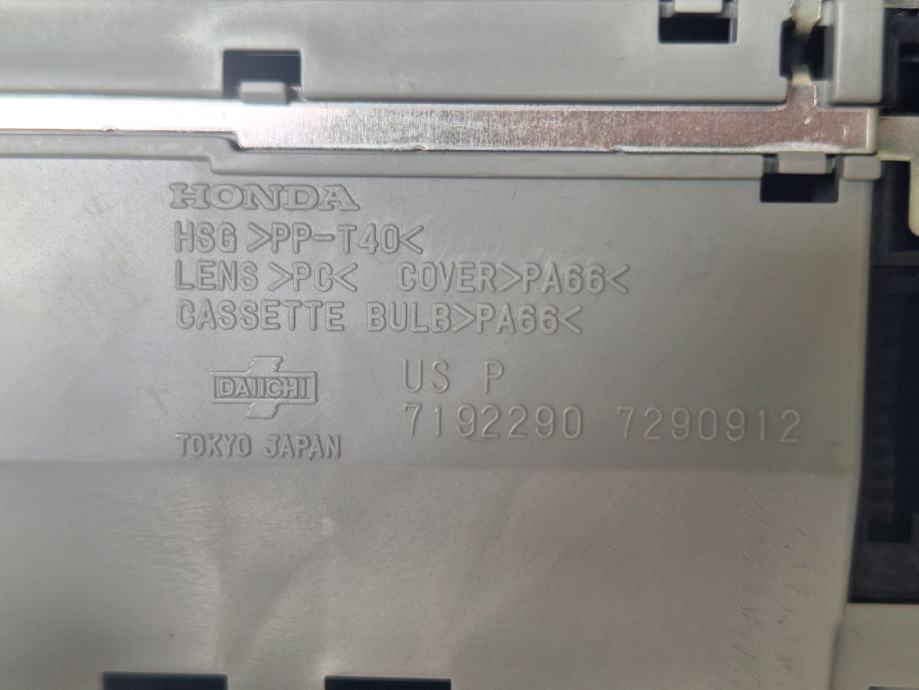 HONDA
HSG >PP-T40<
LENS >PC< COVER>PA66<
CASSETTE BULB>PA66<
DAIICHI
TOKYO JAPAN
US P
7192290 7290912